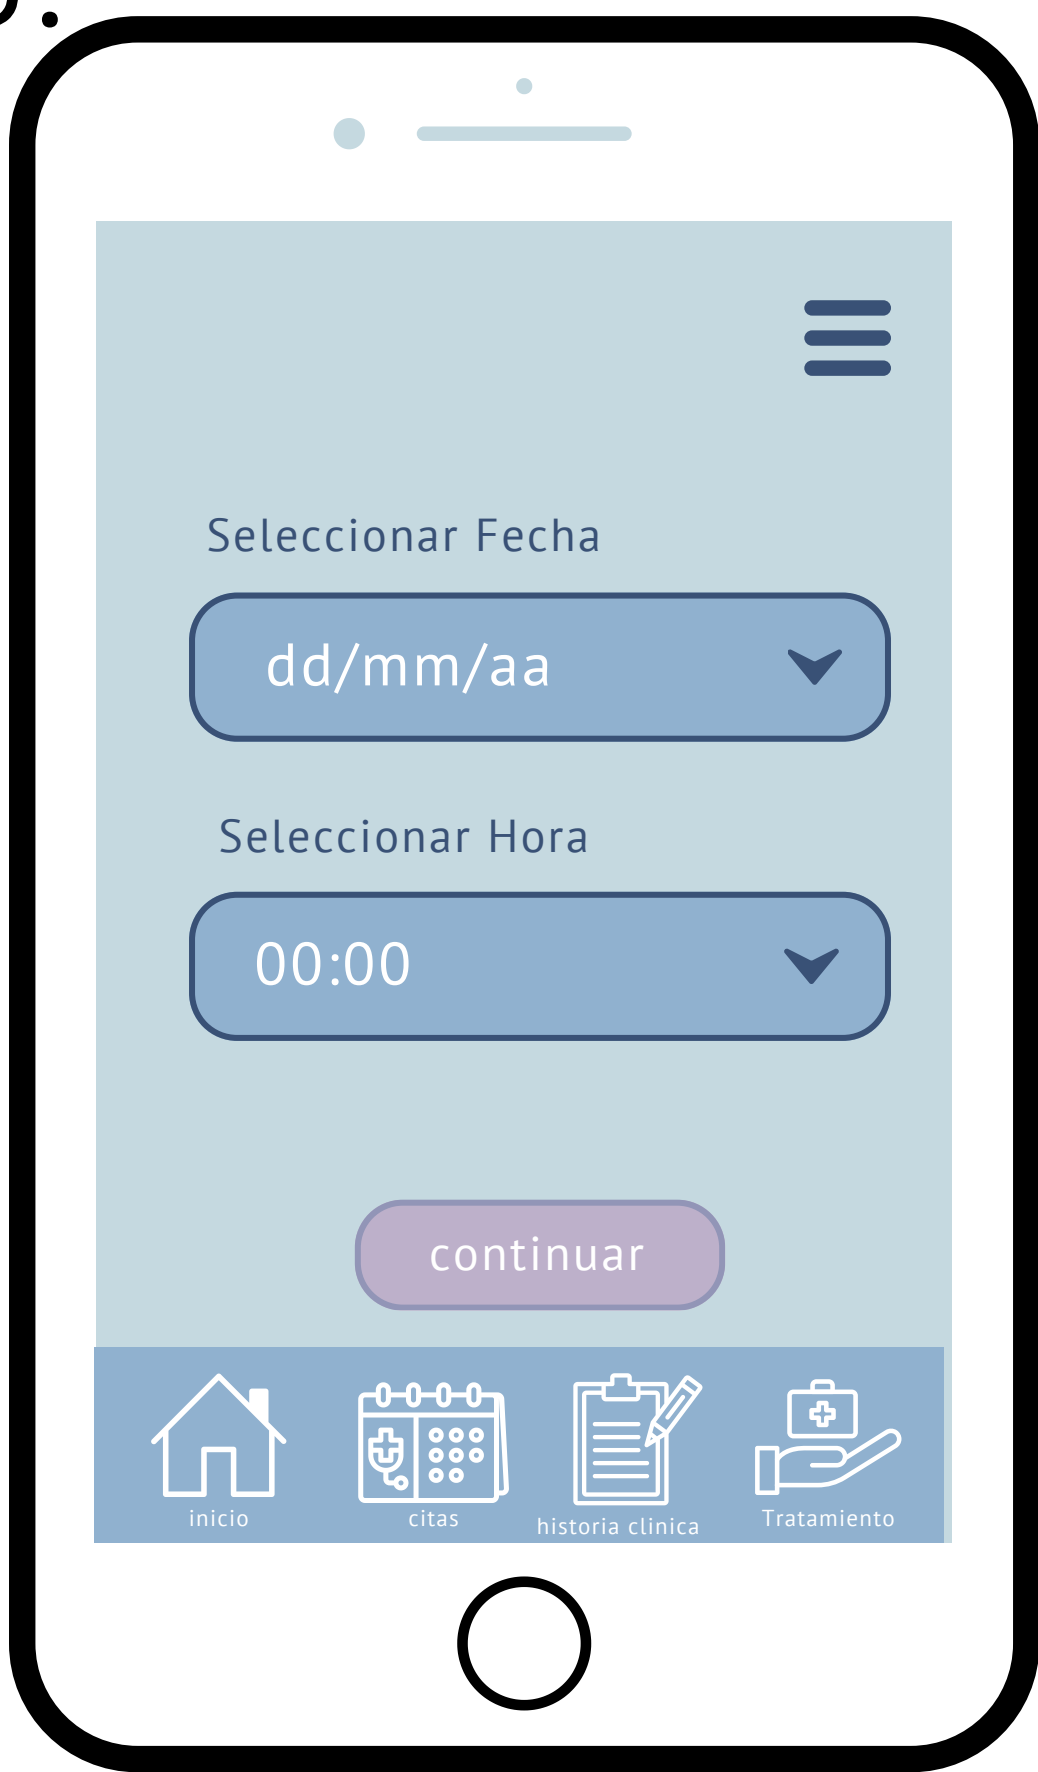 Seleccionar Fecha
dd/mm/aa
Seleccionar Hora
00:00
continuar
inicio
citas
historia clinica
Tratamiento